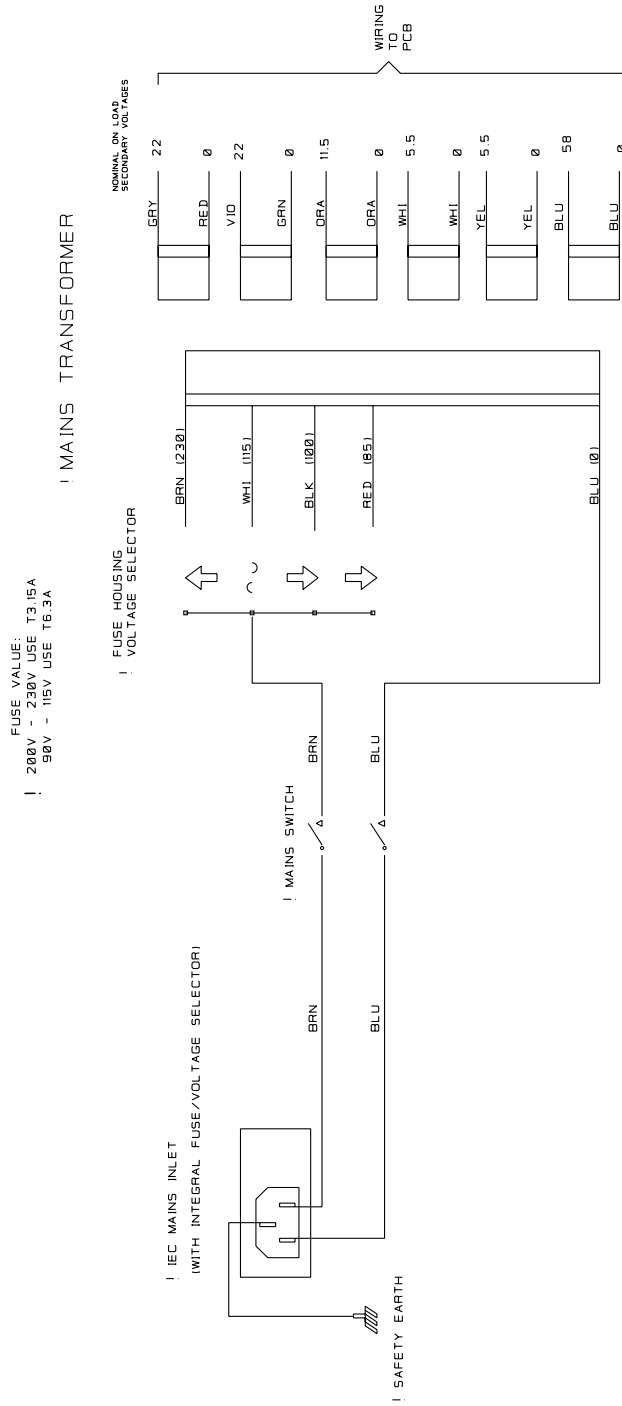 FUSE VALUE:
! 200V - 230V USE T3.15A
! 90V - 115V USE T6.3A
! MAINS TRANSFORMER
NOMINAL ON LOAD
SECONDARY VOLTAGES
! FUSE HOUSING
VOLTAGE SELECTOR
! IEC MAINS INLET
(WITH INTEGRAL FUSE/VOLTAGE SELECTOR)
! MAINS SWITCH
! SAFETY EARTH
BRN
BRN
BLU
BLU
BRN (230)
WHI (115)
BLK (100)
RED (85)
BLU (0)
GRY 22
RED 0
VIO 22
GRN 0
ORA 11.5
ORA 0
WHI 5.5
WHI 0
YEL 5.5
YEL 0
BLU 58
BLU 0
WIRING
TO
PCB